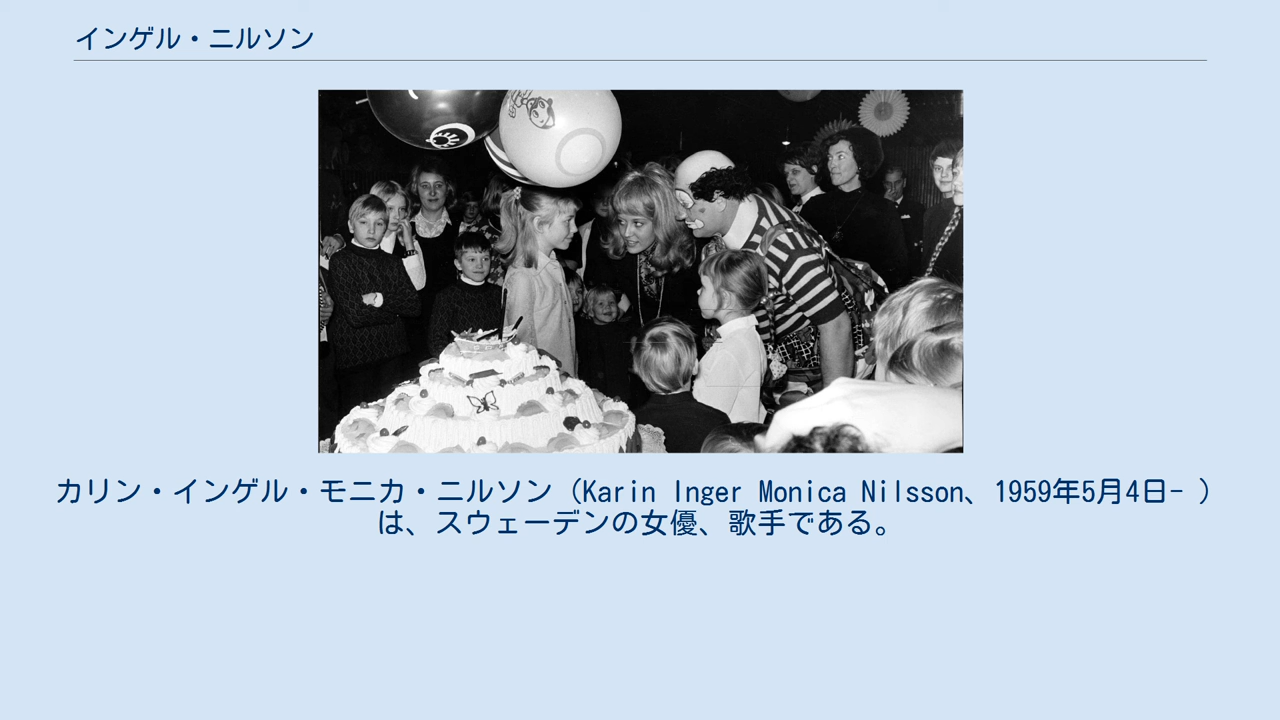 インゲル・ニルソン
カリン・インゲル・モニカ・ニルソン（Karin Inger Monica Nilsson、1959年5月4日- ）
は、スウェーデンの女優、歌手である。